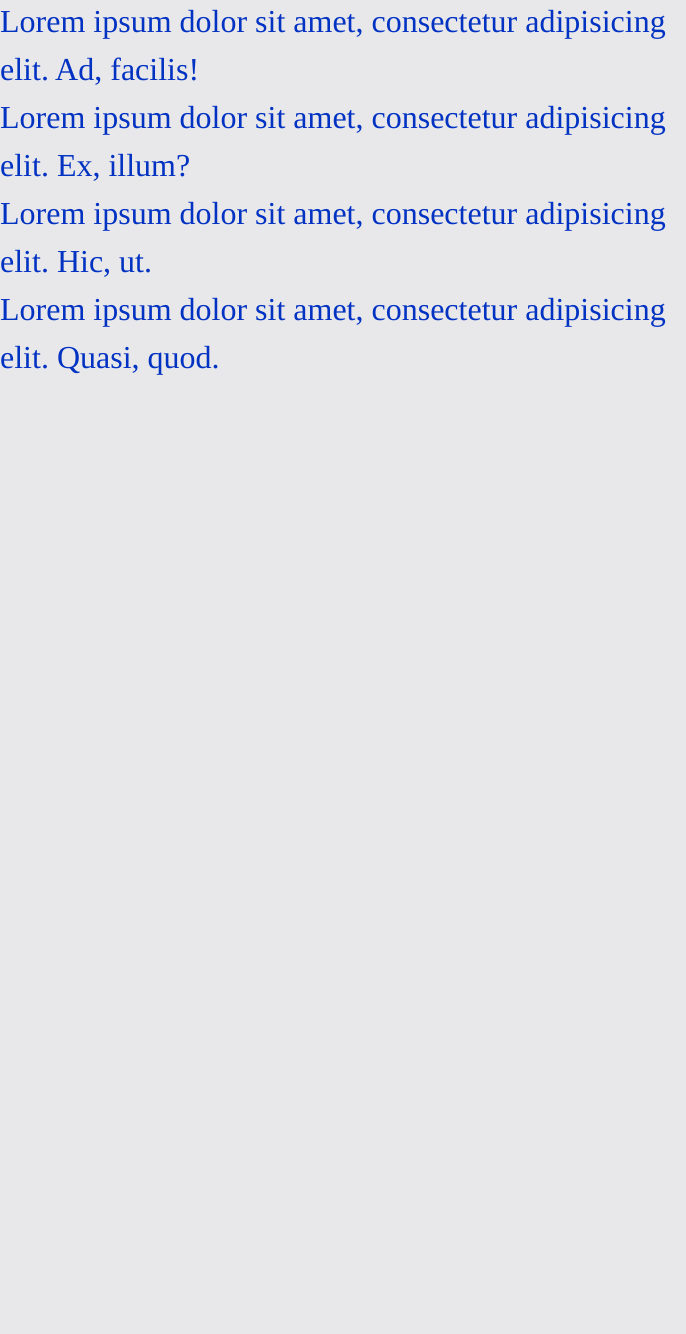 Lorem ipsum dolor sit amet, consectetur adipisicing
elit. Ad, facilis!
Lorem ipsum dolor sit amet, consectetur adipisicing
elit. Ex, illum?
Lorem ipsum dolor sit amet, consectetur adipisicing
elit. Hic, ut.
Lorem ipsum dolor sit amet, consectetur adipisicing
elit. Quasi, quod.